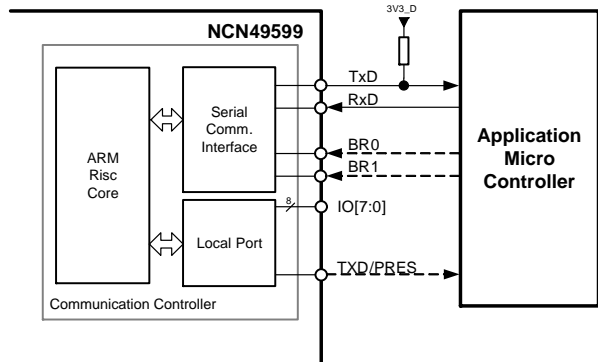 3V3_D
NCN49599
TxD
RxD
Serial
Comm.
Interface
BR0
BR1
ARM
Risc
Core
Application
Micro
Controller
8
IO[7:0]
Local Port
TXD/PRES
Communication Controller